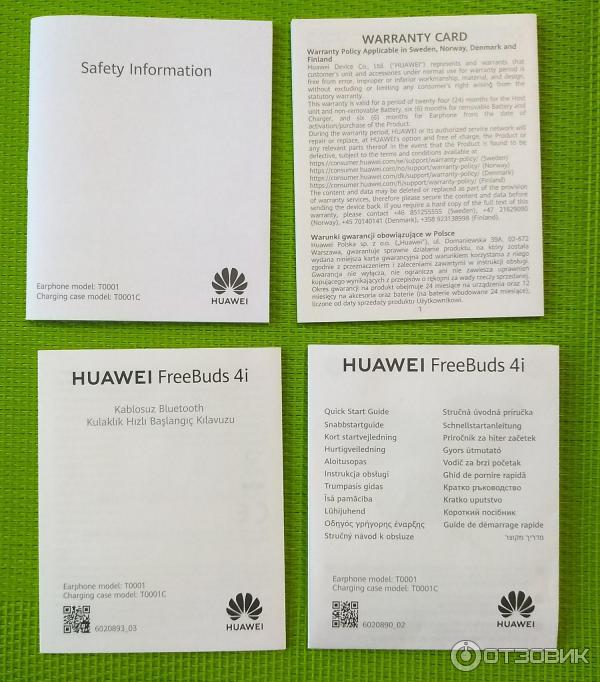 Safety Information
Earphone model: T0001
Charging case model: T0001C
HUAWEI
WARRANTY CARD
Warranty Policy Applicable in Sweden, Norway, Denmark and
Finland
Huawei Device Co., Ltd. ("HUAWEI") represents and warrants that
customer's unit and accessories under normal use for warranty period is
free from error, improper or inferior workmanship, material, and design,
without excluding or limiting any consumer's right arising from the
statutory warranty.
This warranty is valid for a period of twenty four (24) months for the Host
unit and non-removable Battery, six (6) months for removable Battery and
Charger, and six (6) months for Earphone from the date of
activation/purchase of the Product.
During the warranty period, HUAWEI or its authorized service network will
repair or replace, at HUAWEI's option and free of charge, the Product or
any relevant parts thereof in the event that the Product is found to be
defective, subject to the terms and conditions available at
https://consumer.huawei.com/se/support/warranty-policy/ (Sweden)
https://consumer.huawei.com/no/support/warranty-policy/ (Norway)
https://consumer.huawei.com/dk/support/warranty-policy/ (Denmark)
https://consumer.huawei.com/fi/support/warranty-policy/ (Finland)
The content and data may be deleted or replaced as part of the provision
of warranty services, therefore please secure the content and data before
sending the device back. If you require a hard copy of the full text of this
warranty, please contact +46 851255555 (Sweden), +47 21629090
(Norway), +45 70140141 (Denmark), +358 923138998 (Finland).
Warunki gwarancji obowiązujące w Polsce
Huawei Polska sp. z o.o. („Huawei"), ul. Domaniewska 39A, 02-672
Warszawa, gwarantuje sprawne działanie produktu, na który została
wydana niniejsza karta gwarancyjna pod warunkiem korzystania z niego
zgodnie z przeznaczeniem i zaleceniami zawartymi w instrukcji obsługi.
Gwarancja nie wyłącza, nie ogranicza ani nie zawiesza uprawnień
kupującego wynikających z przepisów o rękojmi za wady rzeczy sprzedanej.
Okres gwarancji na produkt obejmuje 24 miesiące na urządzenia oraz 12
miesięcy na akcesoria oraz baterie (na baterie wbudowane 24 miesiące),
liczone od daty sprzedaży produktu Użytkownikowi.
1
HUAWEI FreeBuds 4i
Kablosuz Bluetooth
Kulaklık Hızlı Başlangıç Kılavuzu
Earphone model: T0001
Charging case model: T0001C
6020893_03
HUAWEI
HUAWEI FreeBuds 4i
Quick Start Guide
Snabbstartguide
Kort startvejledning
Hurtigveiledning
Aloitusopas
Instrukcja obsługi
Trumpasis gidas
Īsā pamācība
Lühijuhend
Οδηγός γρήγορης έναρξης
Stručný návod k obsluze
Stručná úvodná príručka
Schnellstartanleitung
Priročnik za hiter začetek
Gyors útmutató
Vodič za brzi početak
Ghid de pornire rapidă
Кратко ръководство
Kratko uputstvo
Короткий посібник
Guide de démarrage rapide
מדריך מקוצר
Earphone model: T0001
Charging case model: T0001C
6020890_02
HUAWEI
ОТЗОВИК